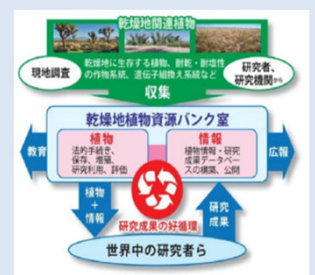 乾燥地関連植物
乾燥地に生存する植物、耐乾・耐塩性
の作物系統、遺伝子組換え系統など
現地調査
研究者、
研究機関から
収集
乾燥地植物資源バンク室
植物
法的手続き、
保存、増殖、
研究利用、評価
情報
植物情報・研究
成果データベー
スの構築、公開
教育
広報
植物
+
情報
研究成果の好循環
研究
成果
世界中の研究者ら